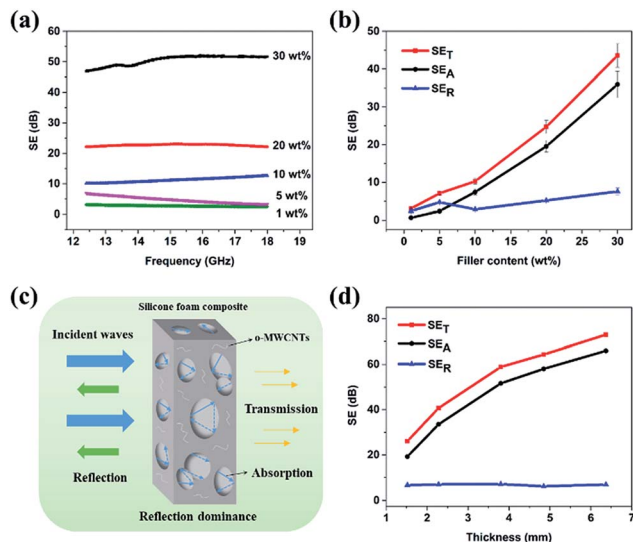 (a)
60
50
40
30
20
10
0
SE (dB)
30 wt%
20 wt%
10 wt%
5 wt%
1 wt%
12 13 14 15 16 17 18 19
Frequency (GHz)
(b)
50
40
30
20
10
0
SE (dB)
SE_T
SE_A
SE_R
0 10 20 30
Filler content (wt%)
(c)
Silicone foam composite
Incident waves
o-MWCNTs
Transmission
Reflection
Absorption
Reflection dominance
(d)
80
60
40
20
0
SE (dB)
SE_T
SE_A
SE_R
1 2 3 4 5 6 7
Thickness (mm)